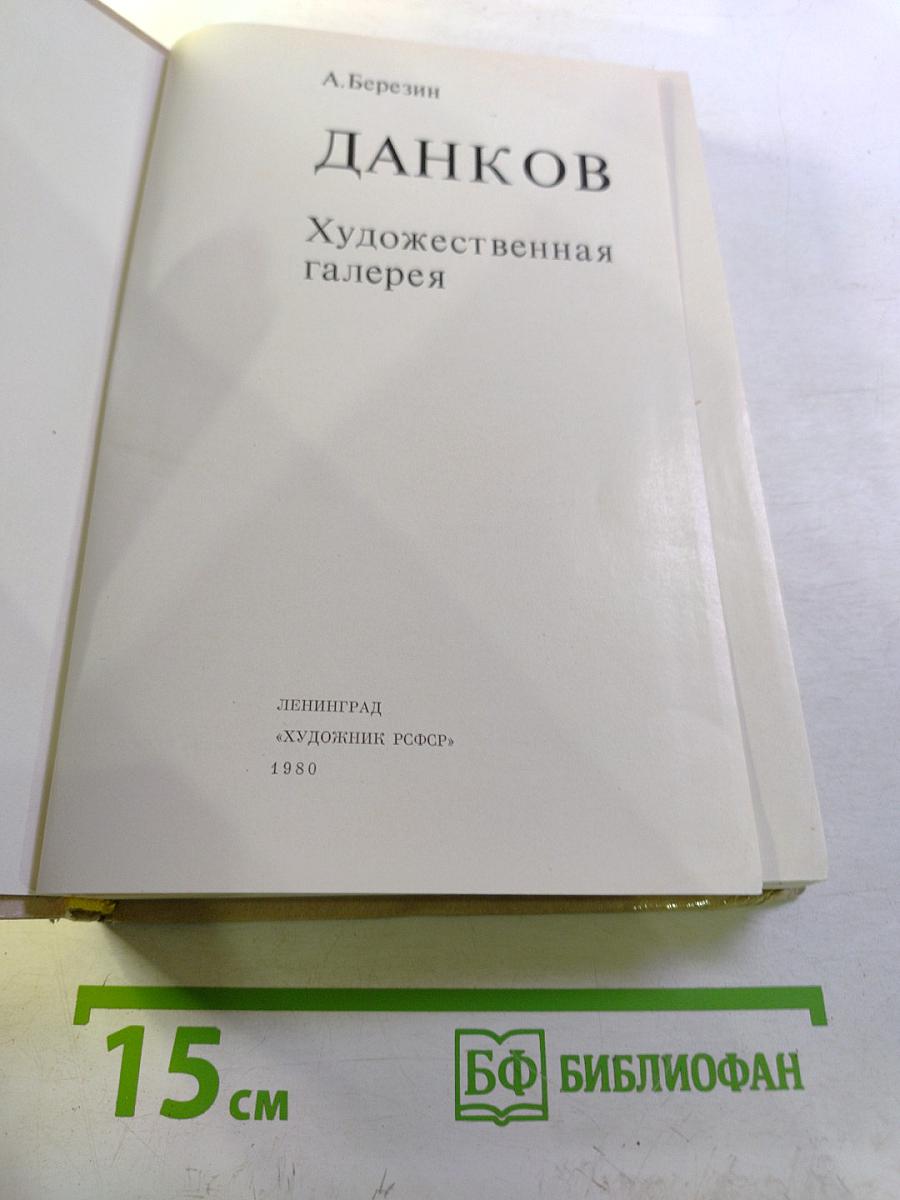 А. Березин
ДАНКОВ
Художественная
галерея
ЛЕНИНГРАД
«ХУДОЖНИК РСФСР»
1980
15 см
БФ БИБЛИОФАН